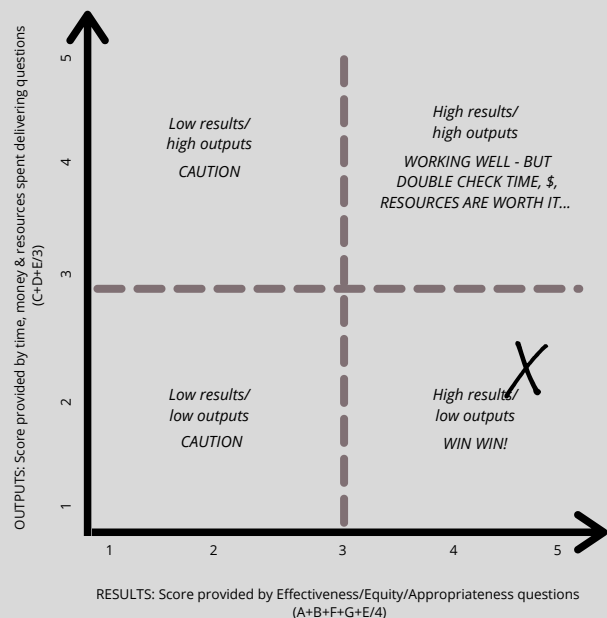 OUTPUTS: Score provided by time, money & resources spent delivering questions
(C+D+E/3)
5
4
3
2
1
Low results/
high outputs
CAUTION
High results/
high outputs
WORKING WELL - BUT
DOUBLE CHECK TIME, $,
RESOURCES ARE WORTH IT...
Low results/
low outputs
CAUTION
High results/
low outputs
WIN WIN!
X
1 2 3 4 5
RESULTS: Score provided by Effectiveness/Equity/Appropriateness questions
(A+B+F+G+E/4)